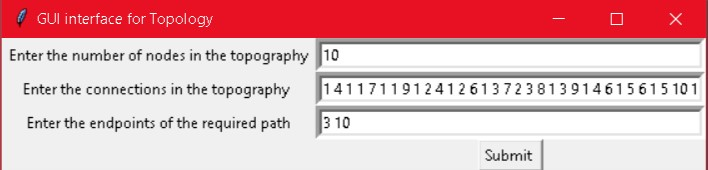 GUI interface for Topology
Enter the number of nodes in the topography 10
Enter the connections in the topography 1 4 1 1 7 1 1 9 1 2 4 1 2 6 1 3 7 2 3 8 1 3 9 1 4 6 1 5 6 1 5 10 1
Enter the endpoints of the required path 3 10
Submit